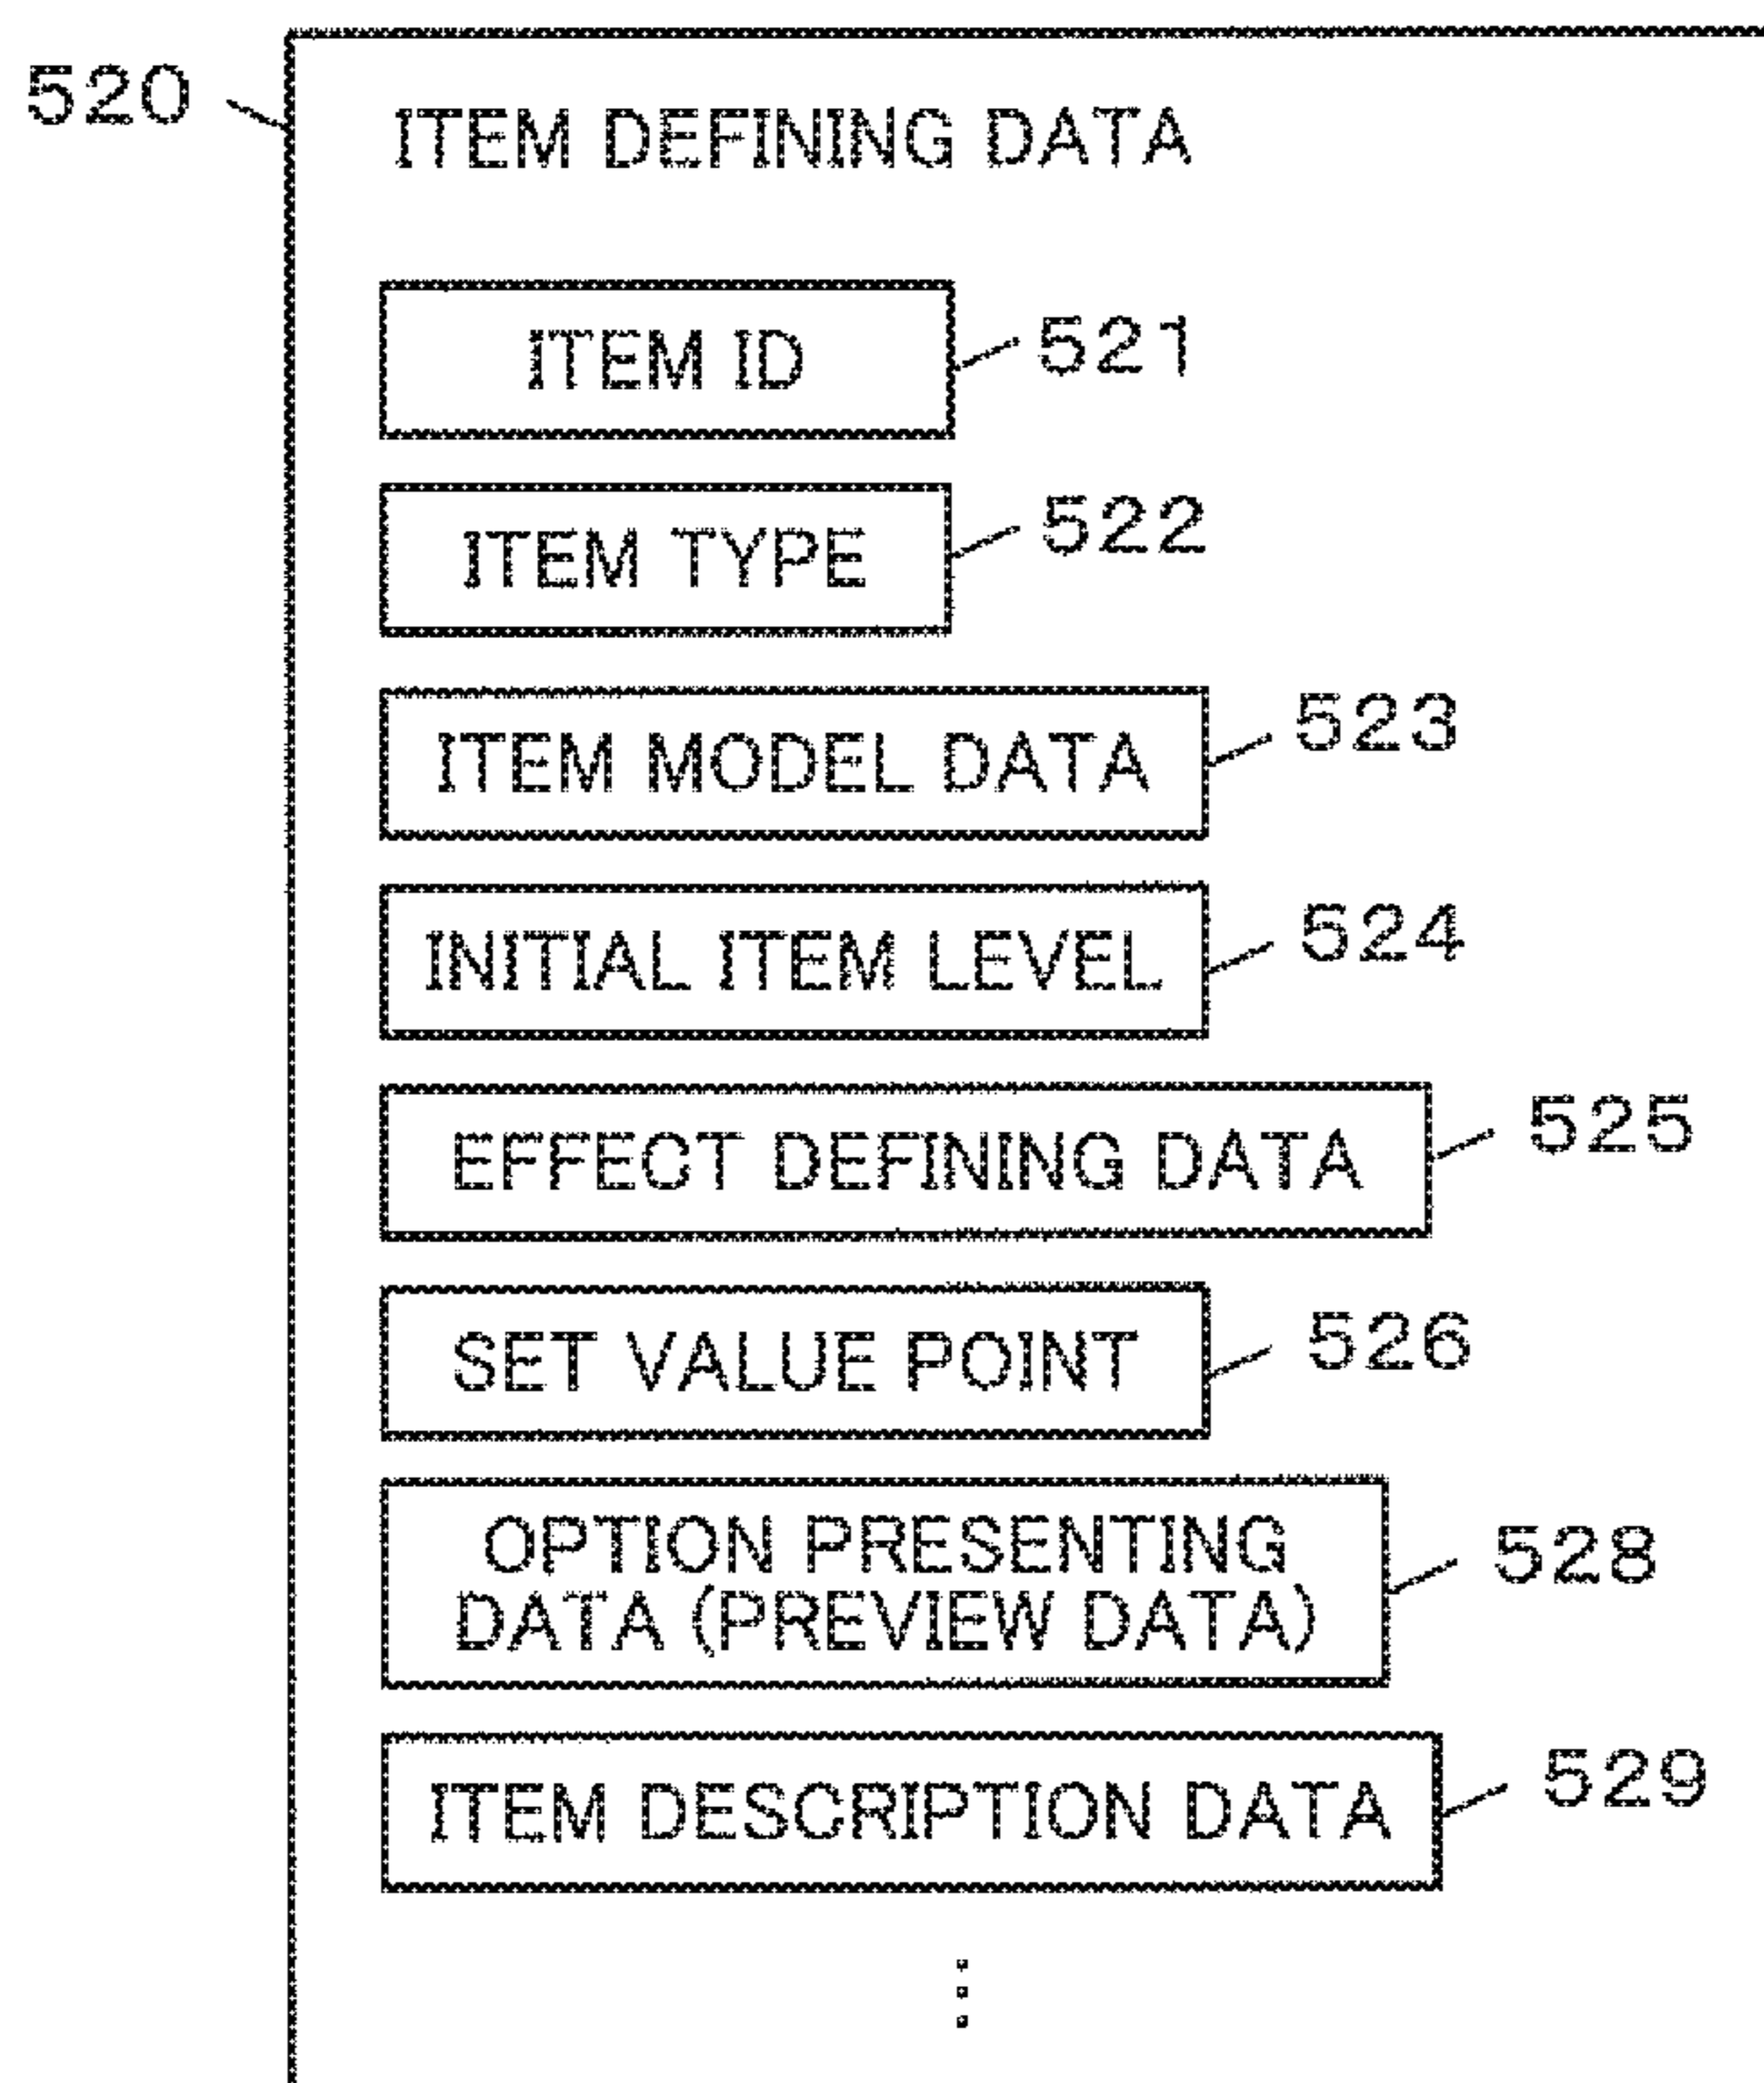 520
ITEM DEFINING DATA
ITEM ID
521
ITEM TYPE
522
ITEM MODEL DATA
523
INITIAL ITEM LEVEL
524
EFFECT DEFINING DATA
525
SET VALUE POINT
526
OPTION PRESENTING
DATA (PREVIEW DATA)
528
ITEM DESCRIPTION DATA
529